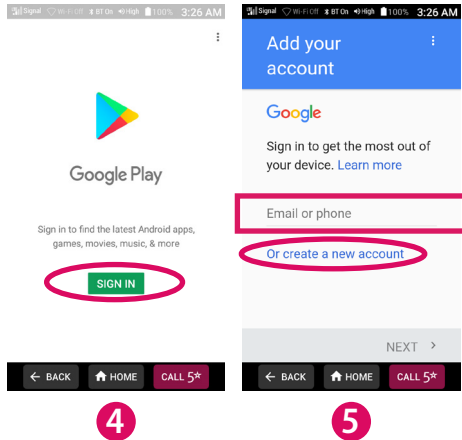 Signal Wi-Fi Off BT On High 100% 3:26 AM
Google Play
Sign in to find the latest Android apps,
games, movies, music, & more
SIGN IN
BACK HOME CALL 5*
4
Signal Wi-Fi Off BT On High 100% 3:26 AM
Add your
account
Google
Sign in to get the most out of
your device. Learn more
Email or phone
Or create a new account
NEXT >
BACK HOME CALL 5*
5